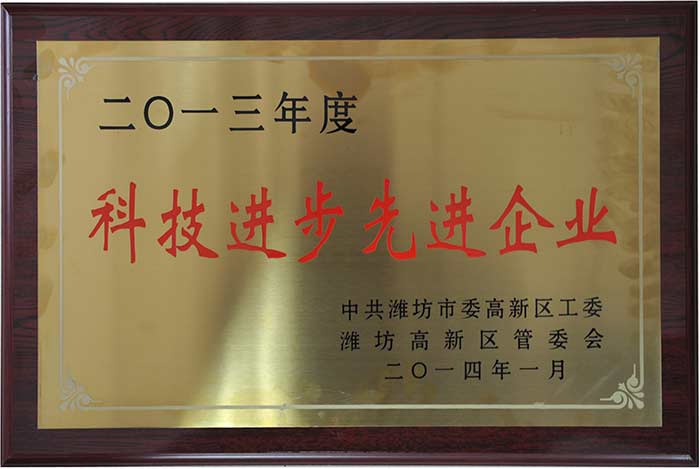 二〇一三年度
科技进步先进企业
中共潍坊市委高新区工委
潍坊高新区管委会
二〇一四年一月